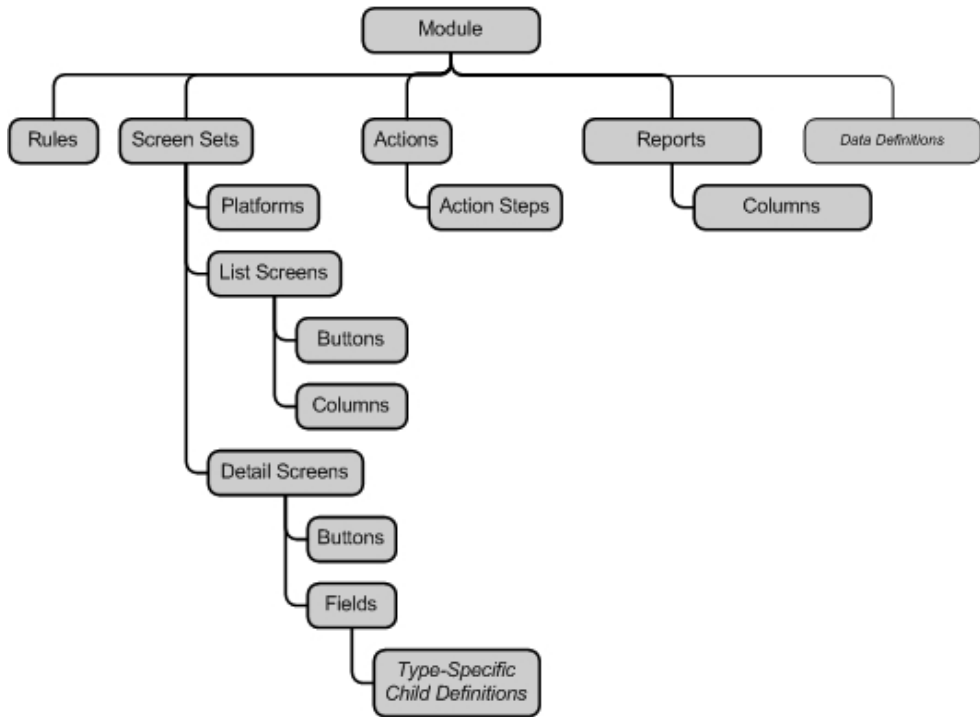 Module
Rules
Screen Sets
Actions
Reports
Data Definitions
Platforms
Action Steps
Columns
List Screens
Buttons
Columns
Detail Screens
Buttons
Fields
Type-Specific
Child Definitions